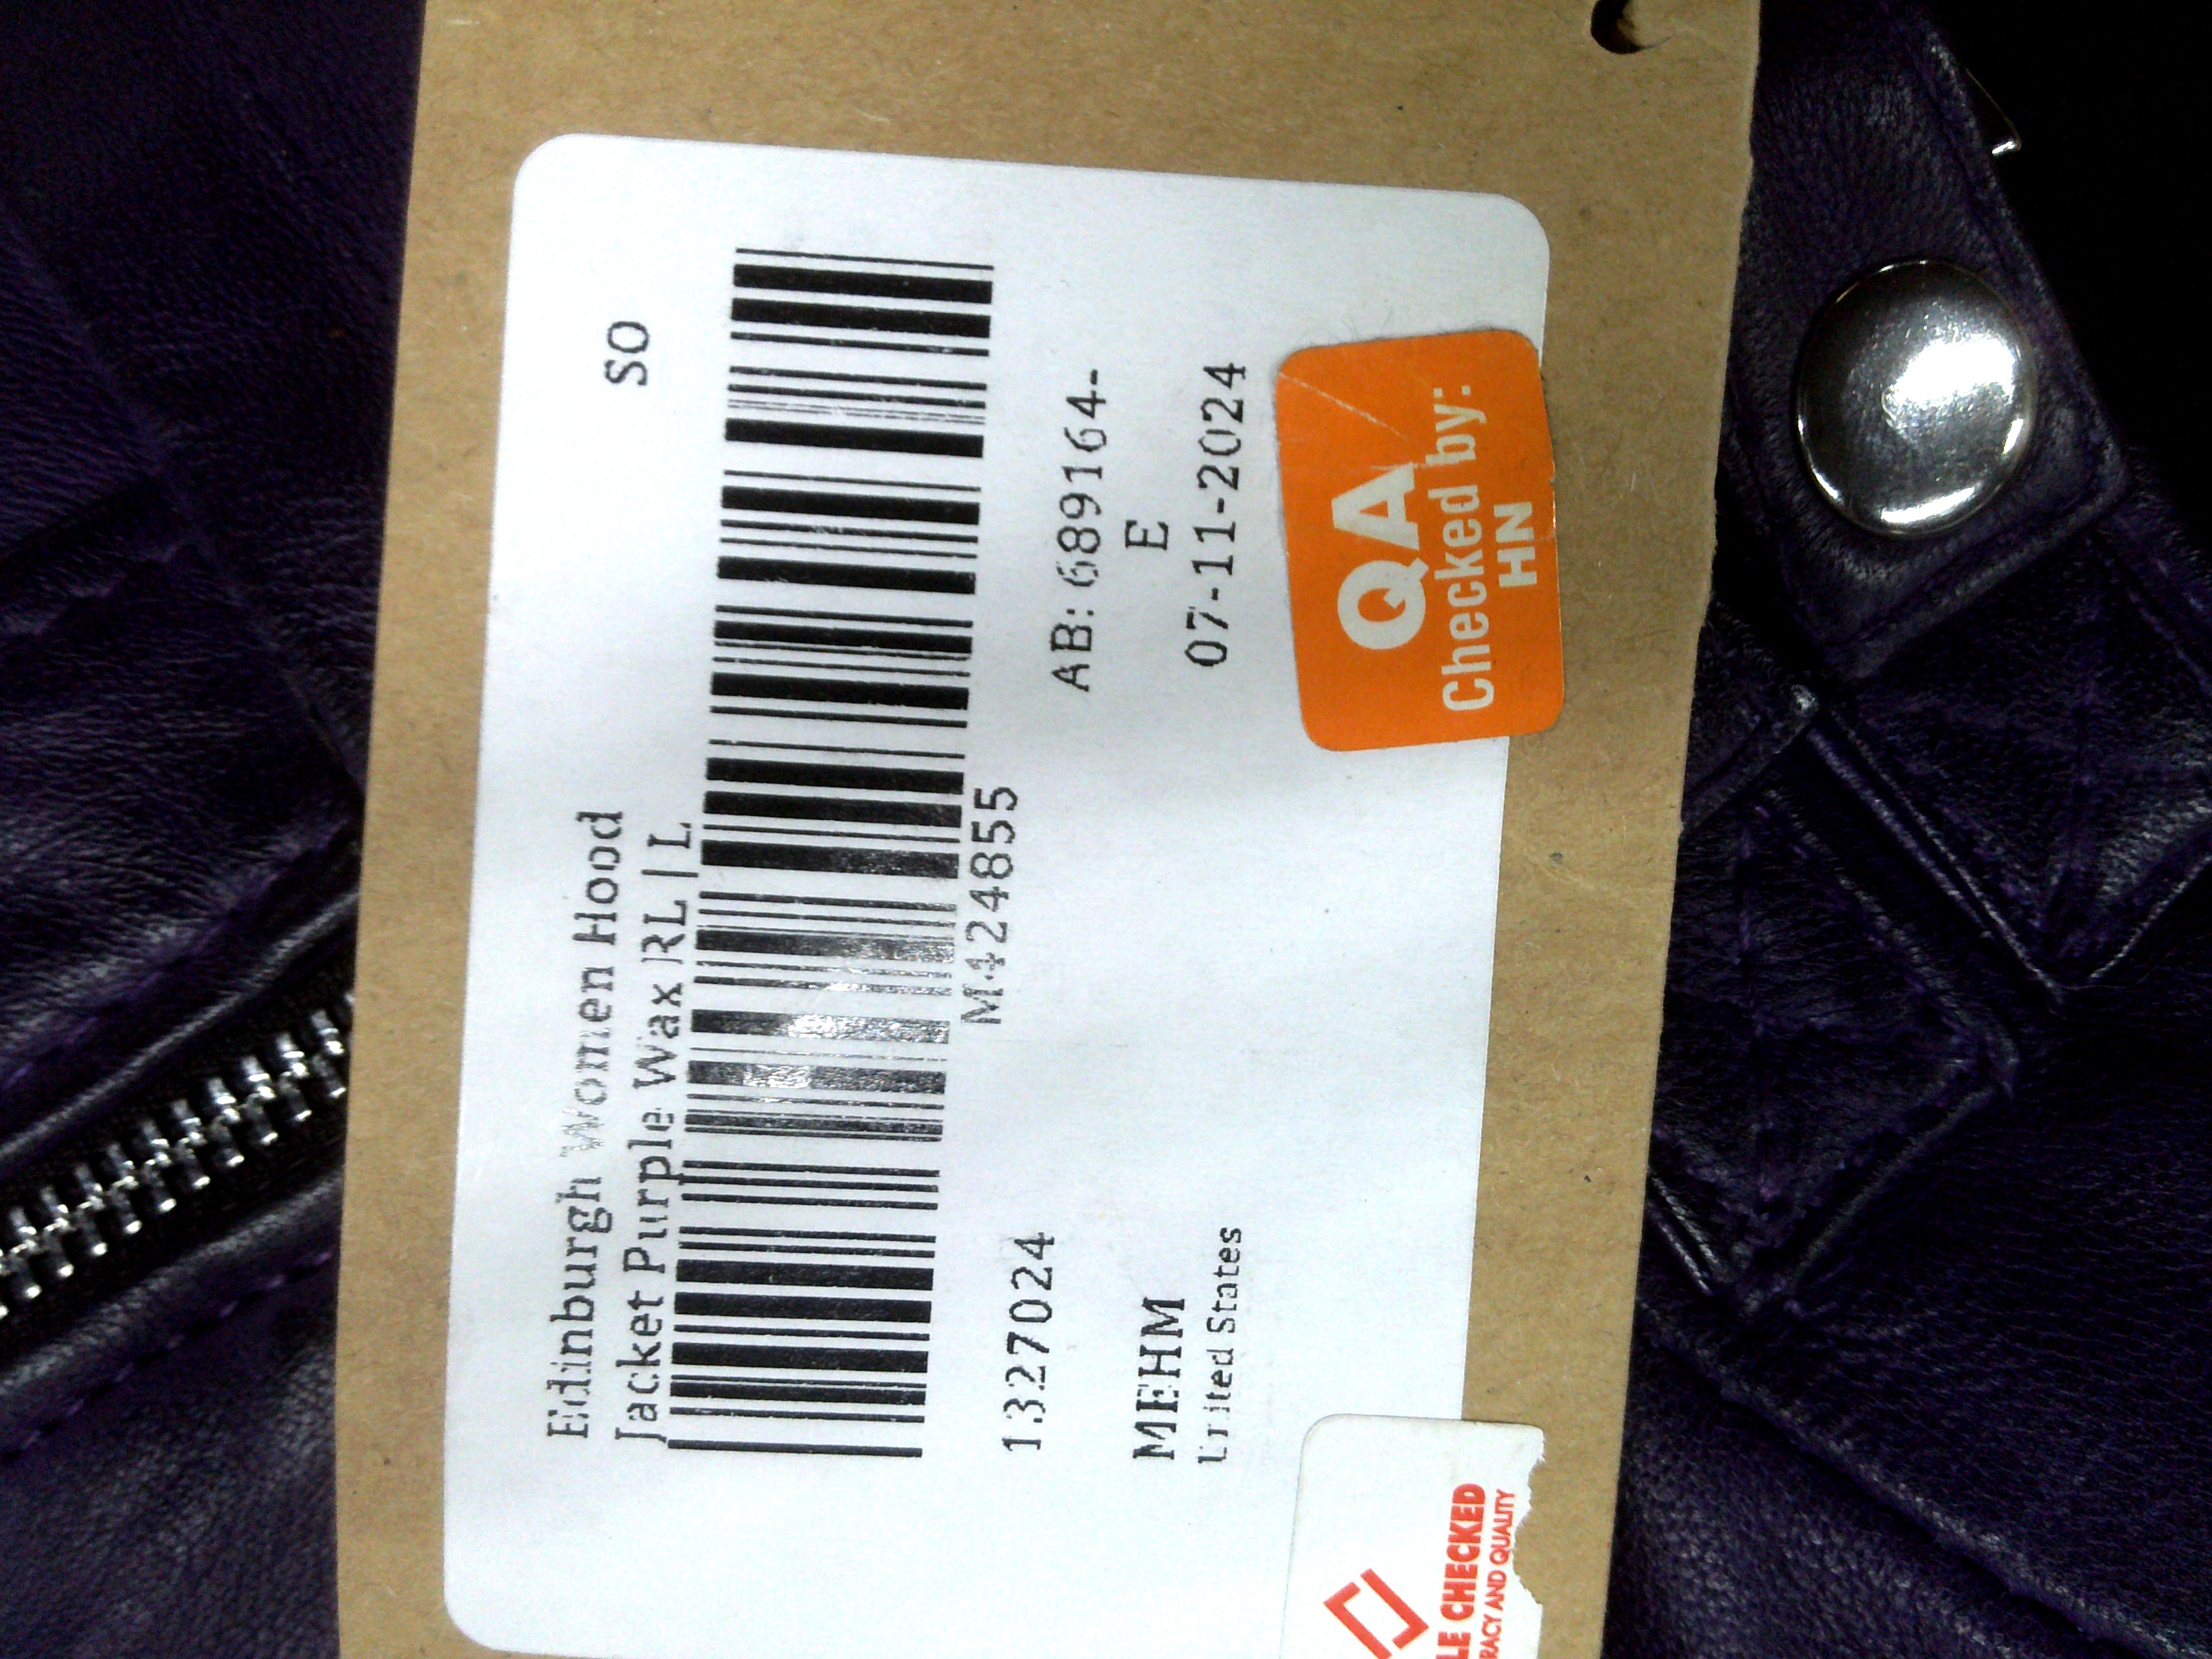 SO
Edinburgh Women Hood
Jacket Purple Wax RL | L
M424855
1327024
AB: 689164-
E
MEHM
07-11-2024
United States
QA
Checked by:
HN
LE CHECKED
RACY AND QUALITY